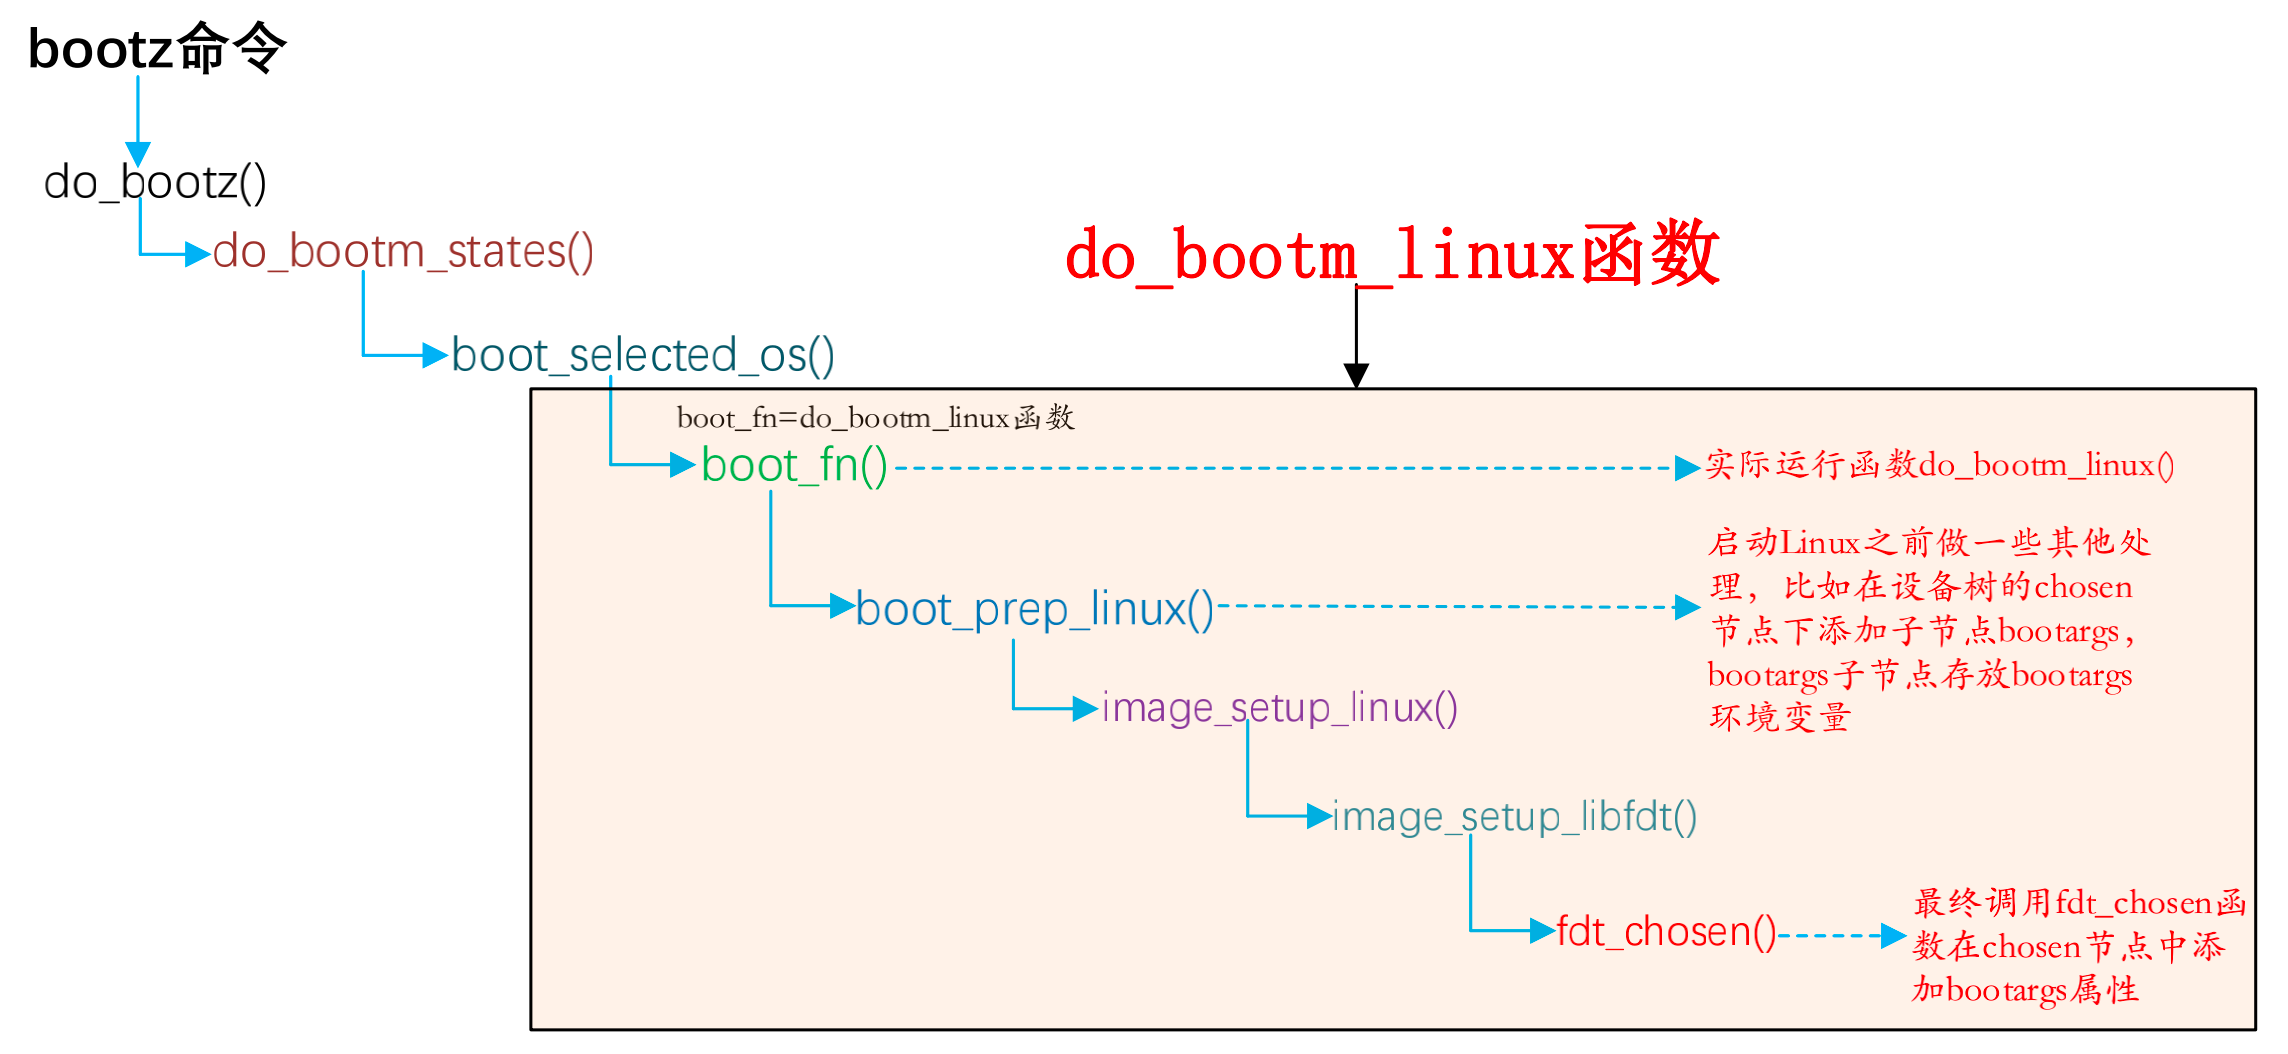 bootz命令
do_bootz()
do_bootm_states()
do_bootm_linux函数
boot_selected_os()
boot_fn=do_bootm_linux函数
boot_fn()
实际运行函数do_bootm_linux()
启动Linux之前做一些其他处
理，比如在设备树的chosen
节点下添加子节点bootargs，
bootargs子节点存放bootargs
环境变量
boot_prep_linux()
image_setup_linux()
image_setup_libfdt()
fdt_chosen()
最终调用fdt_chosen函
数在chosen节点中添
加bootargs属性